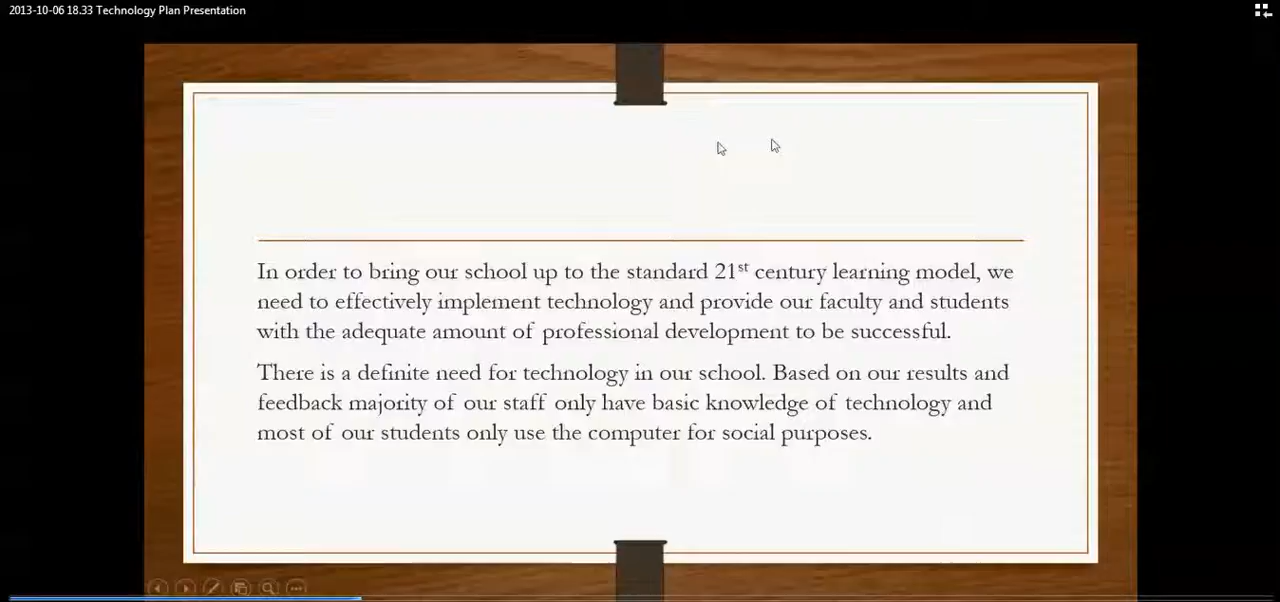 2013-10-06 18.33 Technology Plan Presentation
In order to bring our school up to the standard 21st century learning model, we
need to effectively implement technology and provide our faculty and students
with the adequate amount of professional development to be successful.
There is a definite need for technology in our school. Based on our results and
feedback majority of our staff only have basic knowledge of technology and
most of our students only use the computer for social purposes.